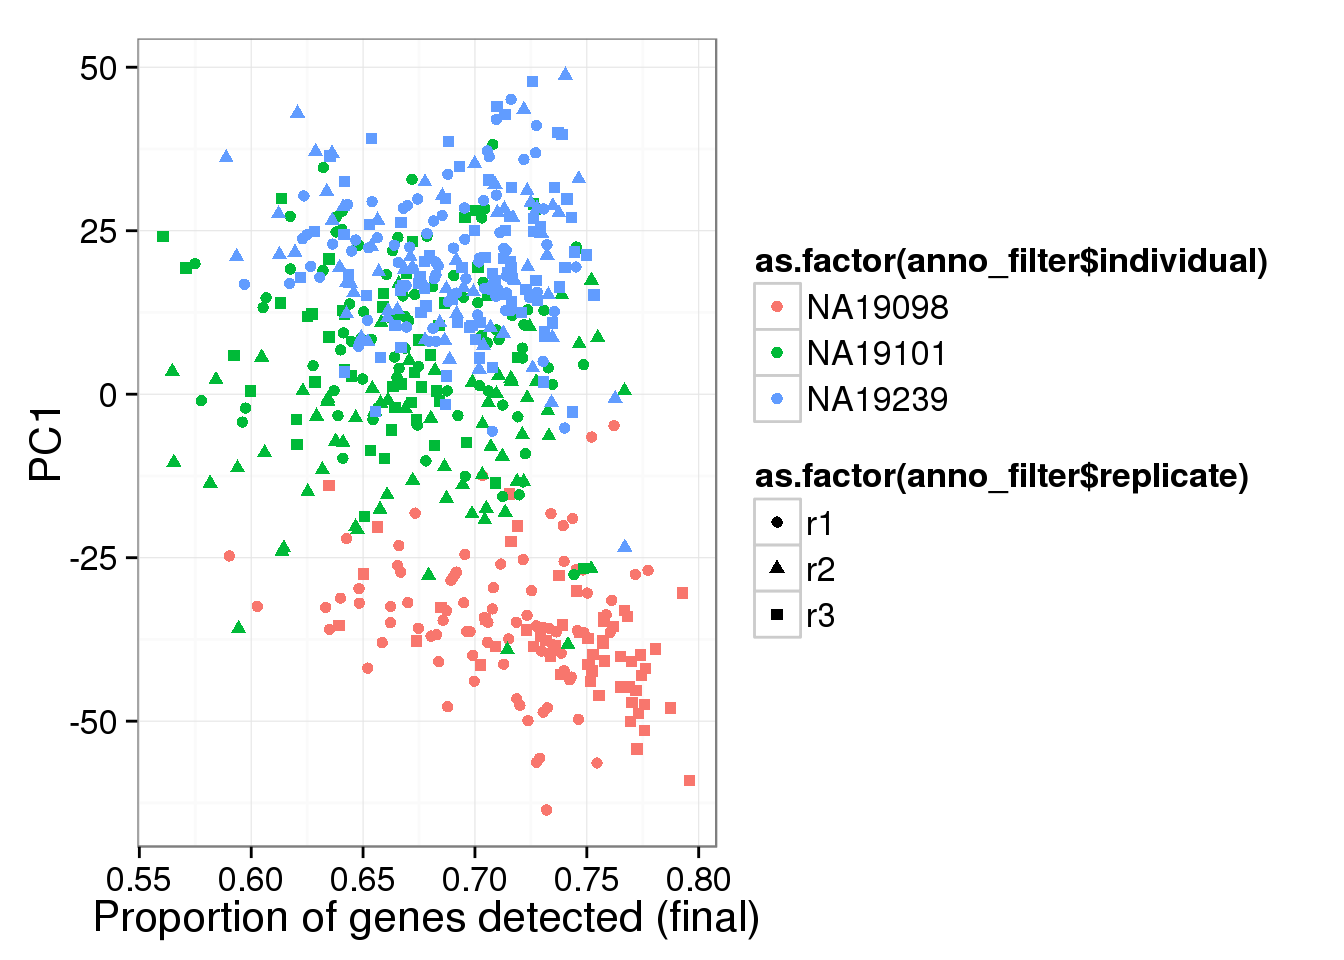 50
25
0
-25
-50
PC1
0.55 0.60 0.65 0.70 0.75 0.80
Proportion of genes detected (final)
as.factor(anno_filter$individual)
NA19098
NA19101
NA19239
as.factor(anno_filter$replicate)
r1
r2
r3